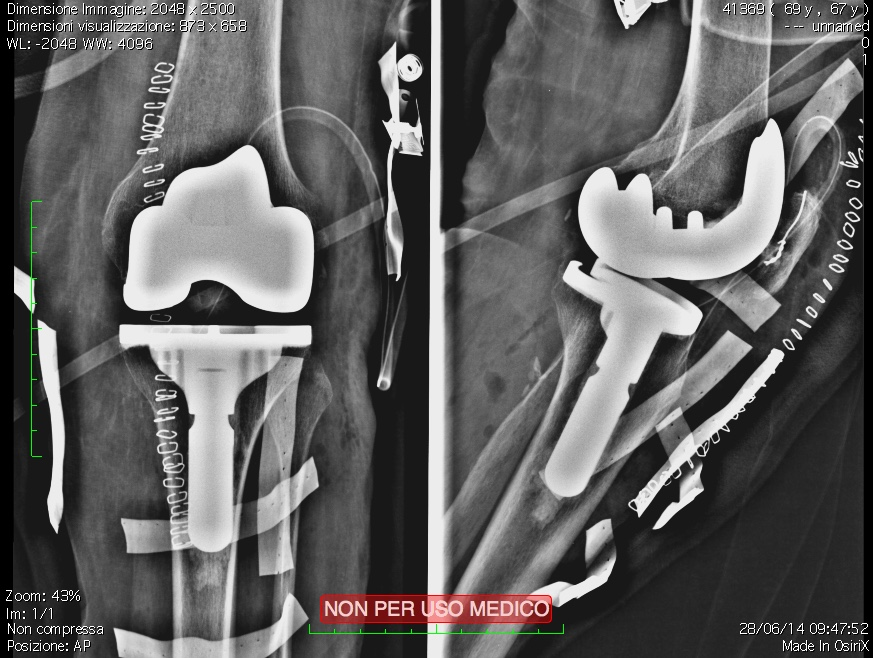 Dimensione Immagine: 2048 x 2500
Dimensioni visualizzazione: 873 x 658
WL: -2048 WW: 4096
41369 ( 69 y , 67 y )
--- unnamed
0
1
Zoom: 43%
Im: 1/1
Non compressa
Posizione: AP
NON PER USO MEDICO
28/06/14 09:47:52
Made In OsiriX